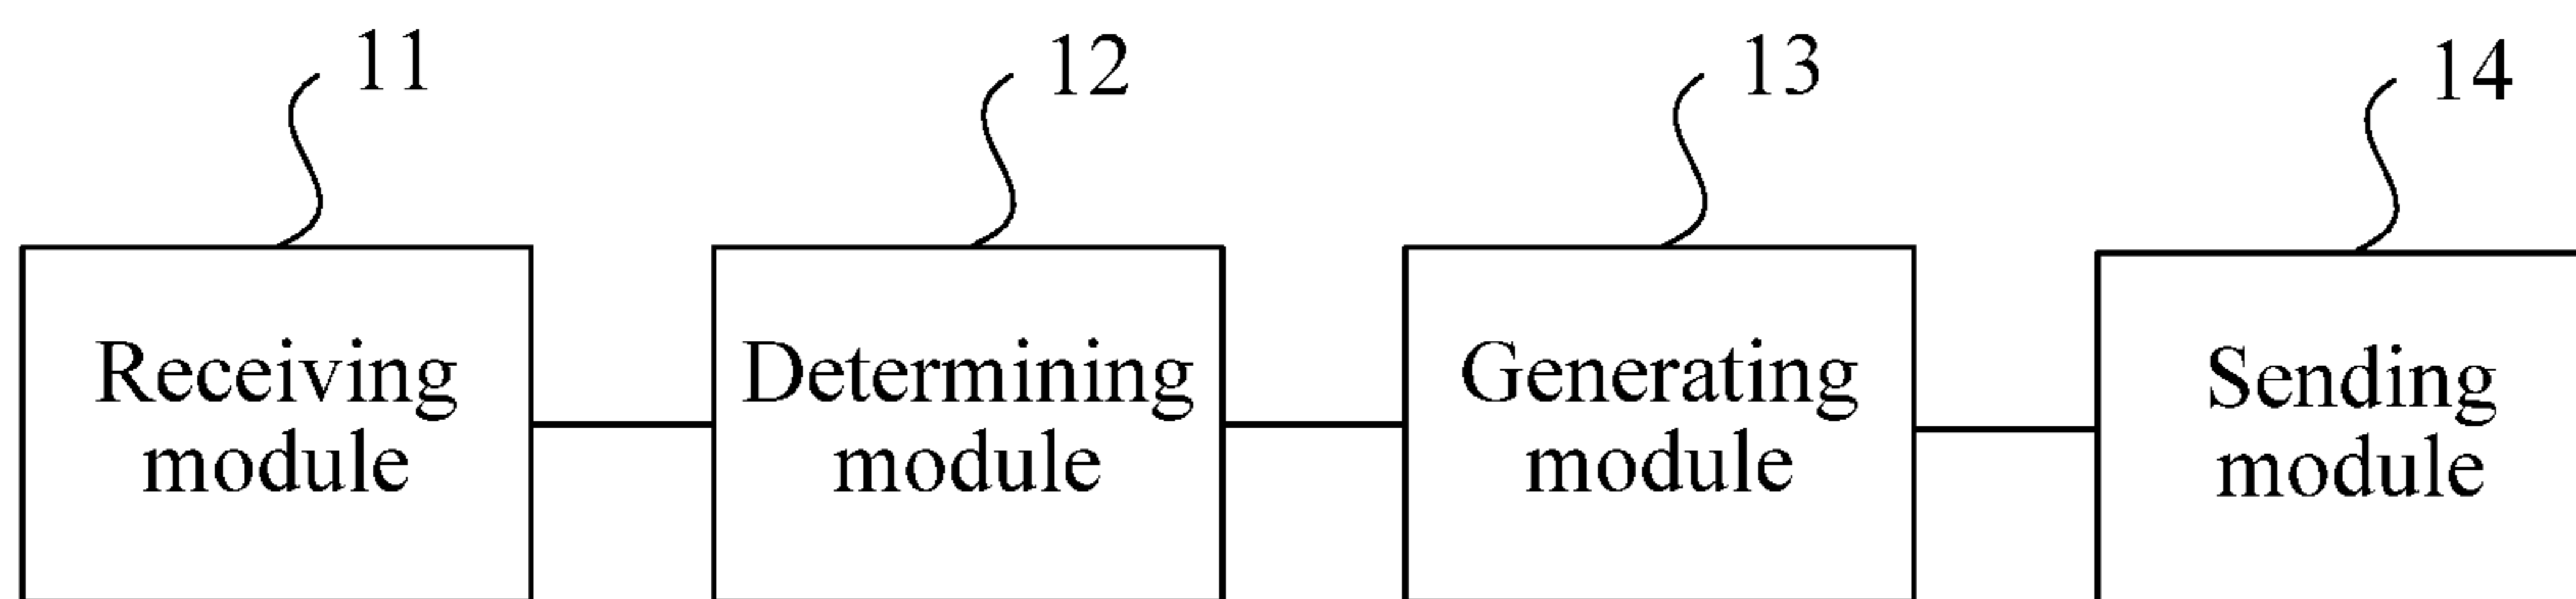 11
12
13
14
Receiving
module
Determining
module
Generating
module
Sending
module